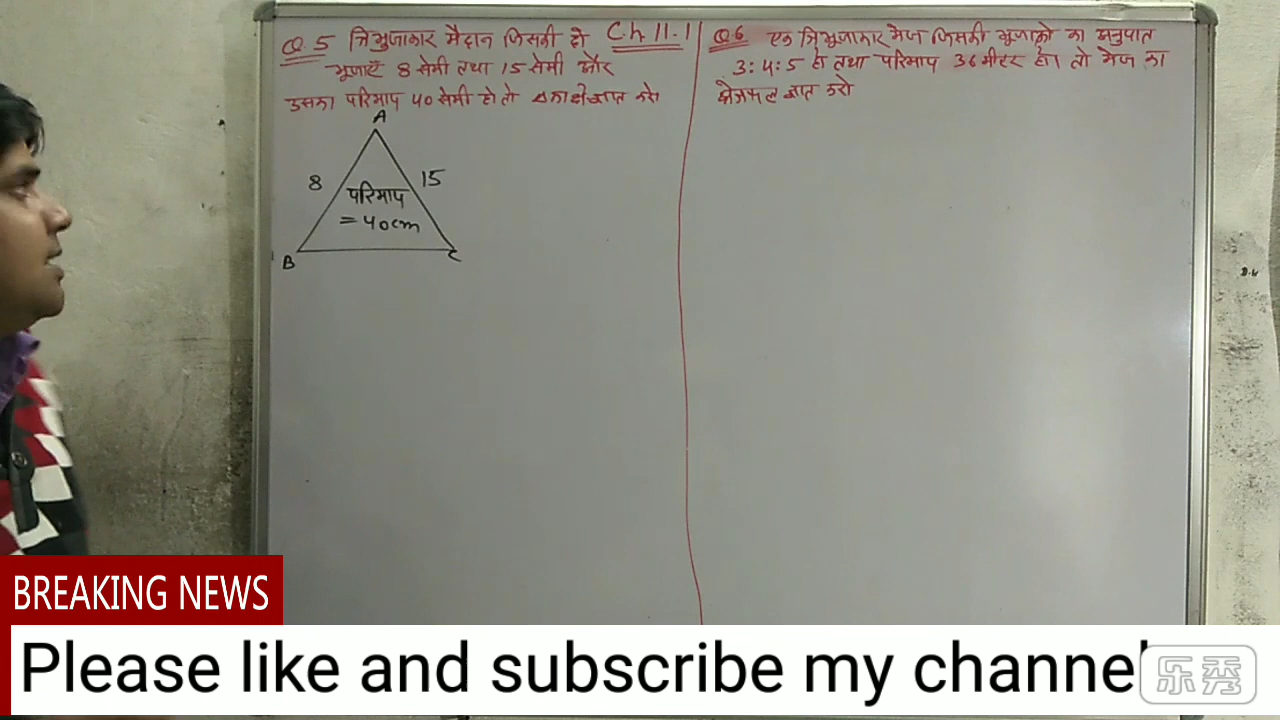 Q.5 त्रिभुजाकार मैदान जिसकी दो
Ch 11.1
भुजाएँ 8 सेमी तथा 15 सेमी और
उसका परिमाप 40 सेमी हो तो Δ का क्षे० ज्ञात करो
A
8
15
परिमाप
= 40cm
B
C
Q.6 एक त्रिभुजाकार मेज जिसकी भुजाओ का अनुपात
3:4:5 हो तथा परिमाप 36 मीटर हो। तो मेज का
क्षेत्रफल ज्ञात करो
BREAKING NEWS
Please like and subscribe my channel
乐秀